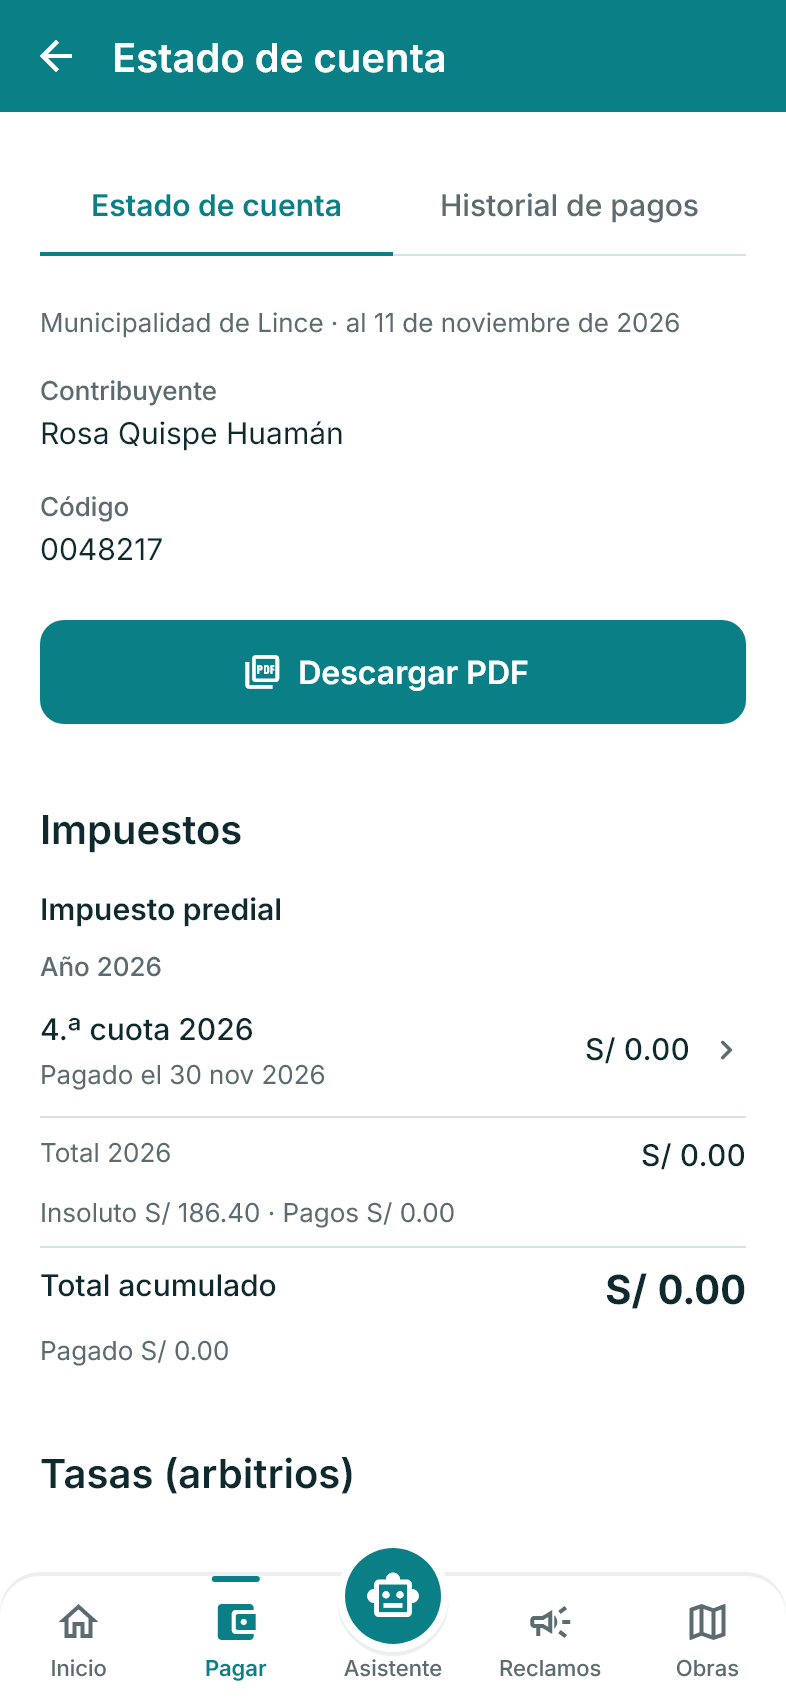 Estado de cuenta
Estado de cuenta
Historial de pagos
Municipalidad de Lince · al 11 de noviembre de 2026
Contribuyente
Rosa Quispe Huamán
Código
0048217
PDF
Descargar PDF
Impuestos
Impuesto predial
Año 2026
4.ª cuota 2026
S/ 0.00
Pagado el 30 nov 2026
Total 2026
S/ 0.00
Insoluto S/ 186.40 · Pagos S/ 0.00
Total acumulado
S/ 0.00
Pagado S/ 0.00
Tasas (arbitrios)
Inicio
Pagar
Asistente
Reclamos
Obras